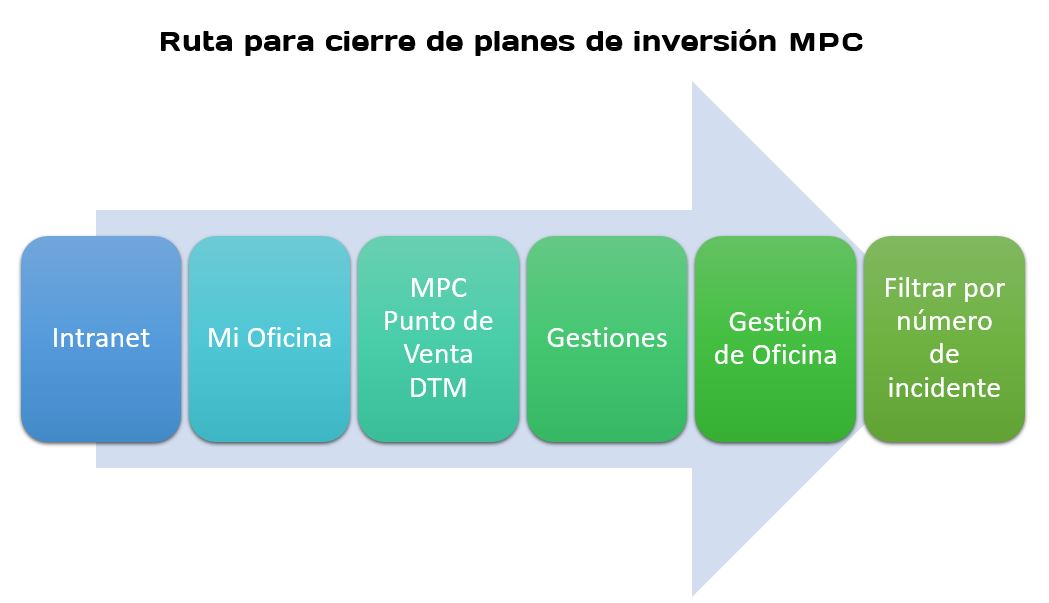 Ruta para cierre de planes de inversión MPC
Intranet
Mi Oficina
MPC
Punto de
Venta
DTM
Gestiones
Gestión
de Oficina
Filtrar por
número
de
incidente